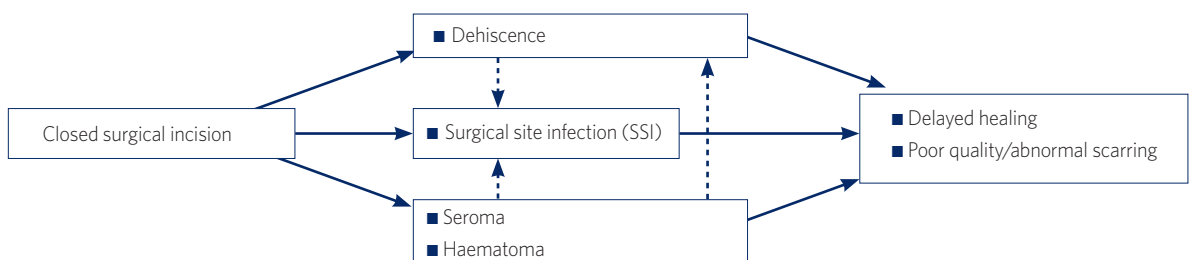 ■ Dehiscence
Closed surgical incision
■ Surgical site infection (SSI)
■ Delayed healing
■ Poor quality/abnormal scarring
■ Seroma
■ Haematoma